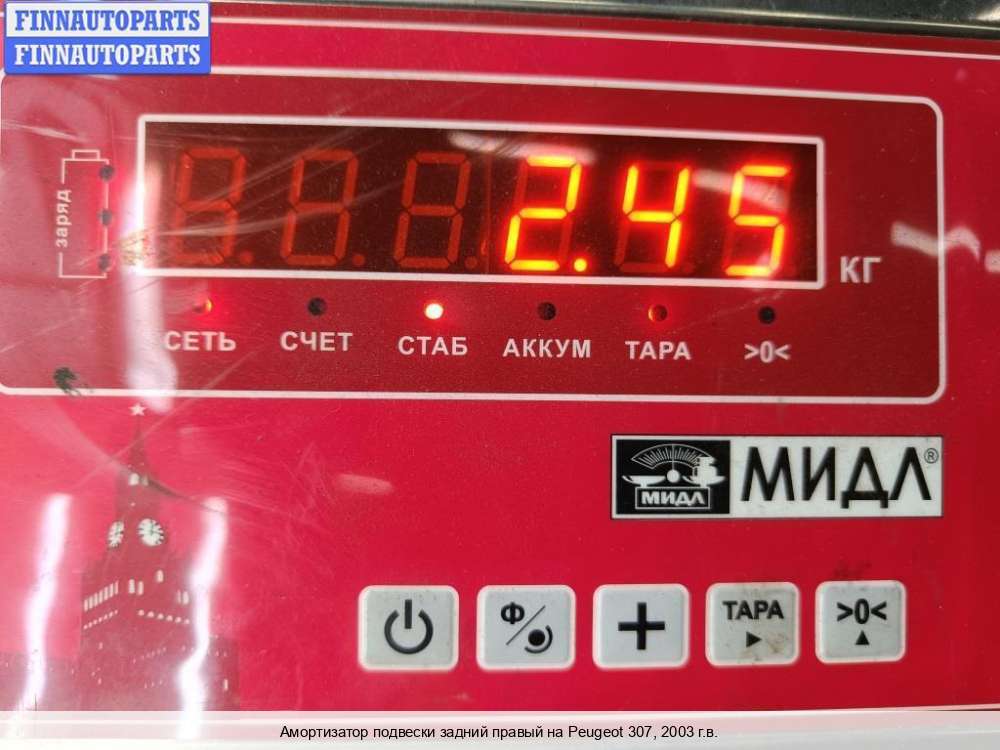 FINNAUTOPARTS
FINNAUTOPARTS
заряд
2.45
КГ
СЕТЬ СЧЕТ СТАБ АККУМ ТАРА >0<
МИДЛ
МИДЛ®
Ф
ТАРА >0<
Амортизатор подвески задний правый на Peugeot 307, 2003 г.в.